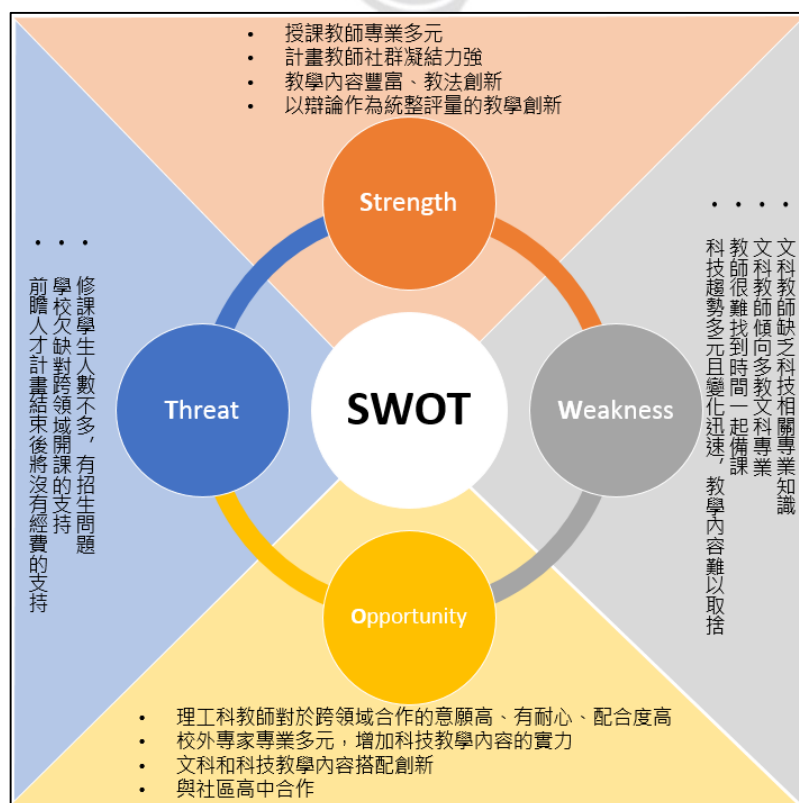 • 授課教師專業多元
• 計畫教師社群凝結力強
• 教學內容豐富、教法創新
• 以辯論作為統整評量的教學創新
Strength
• 文科教師缺乏科技相關專業知識
• 文科教師傾向多教文科專業
• 教師很難找到時間一起備課
• 科技趨勢多元且變化迅速，教學內容難以取捨
Weakness
SWOT
Threat
• 修課學生人數不多，有招生問題
• 學校欠缺對跨領域開課的支持
• 前瞻人才計畫結束後將沒有經費的支持
Opportunity
• 理工科教師對於跨領域合作的意願高、有耐心、配合度高
• 校外專家專業多元，增加科技教學內容的實力
• 文科和科技教學內容搭配創新
• 與社區高中合作